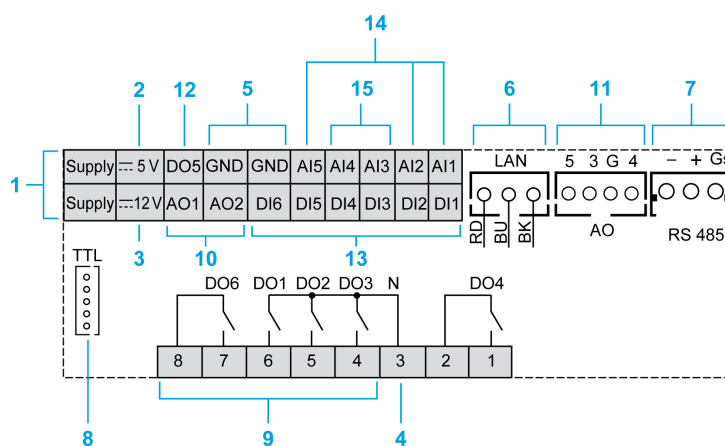 14
2 12 5 15 6 11 7
1 Supply ⎓ 5 V DO5 GND GND AI5 AI4 AI3 AI2 AI1 LAN 5 3 G 4 − + G
Supply ⎓ 12 V AO1 AO2 DI6 DI5 DI4 DI3 DI2 DI1
RD BU BK AO RS 485
3 10 13
TTL
DO6 DO1 DO2 DO3 N DO4
8 7 6 5 4 3 2 1
8 9 4